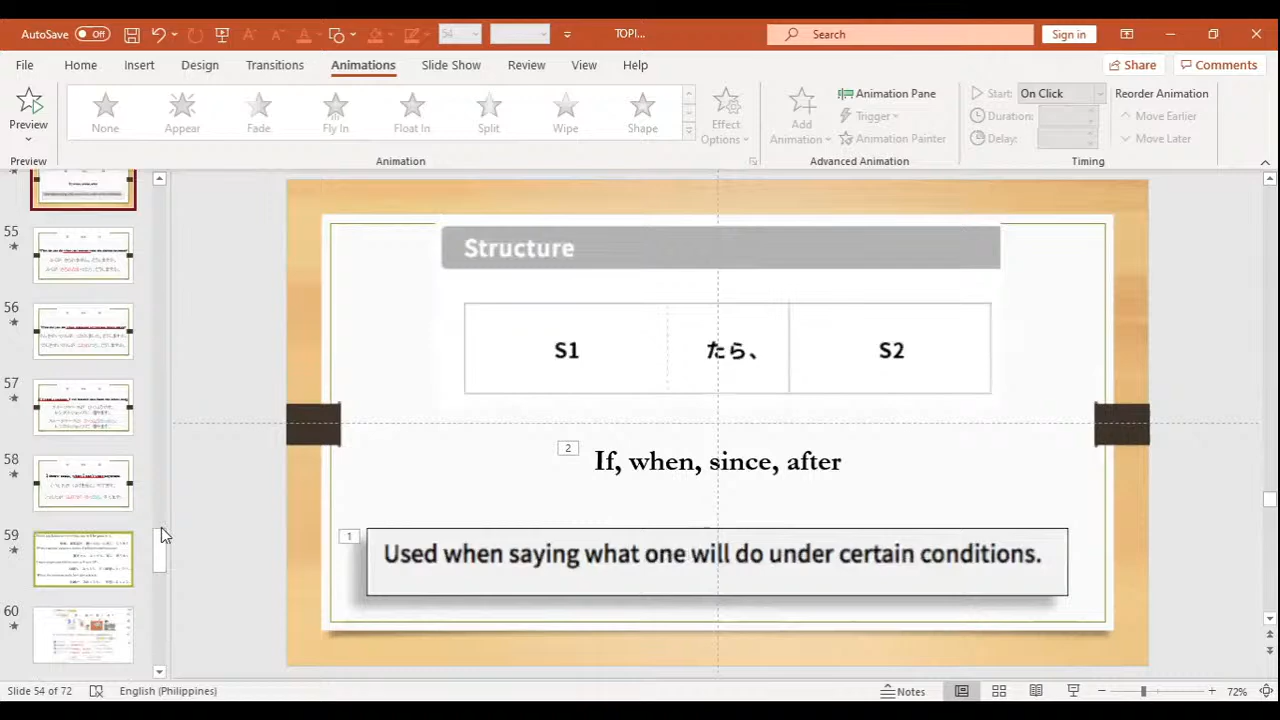 AutoSave Off 54 TOPI... Search Sign in
File Home Insert Design Transitions Animations Slide Show Review View Help Share Comments
Preview None Appear Fade Fly In Float In Split Wipe Shape Effect Options Add Animation Animation Pane Trigger Animation Painter Start: On Click Duration: Delay: Reorder Animation Move Earlier Move Later
Preview Animation Advanced Animation Timing
55
56
57
58
59
60
Structure
S1 たら、 S2
2
If, when, since, after
1
Used when saying what one will do under certain conditions.
Slide 54 of 72 English (Philippines) Notes 72%